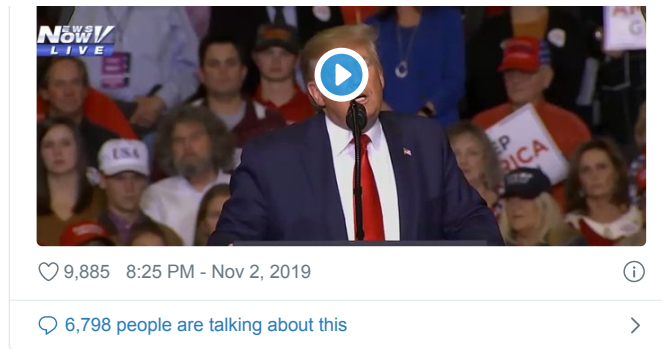 NEWS
NOW
LIVE
USA
9,885 8:25 PM - Nov 2, 2019
6,798 people are talking about this